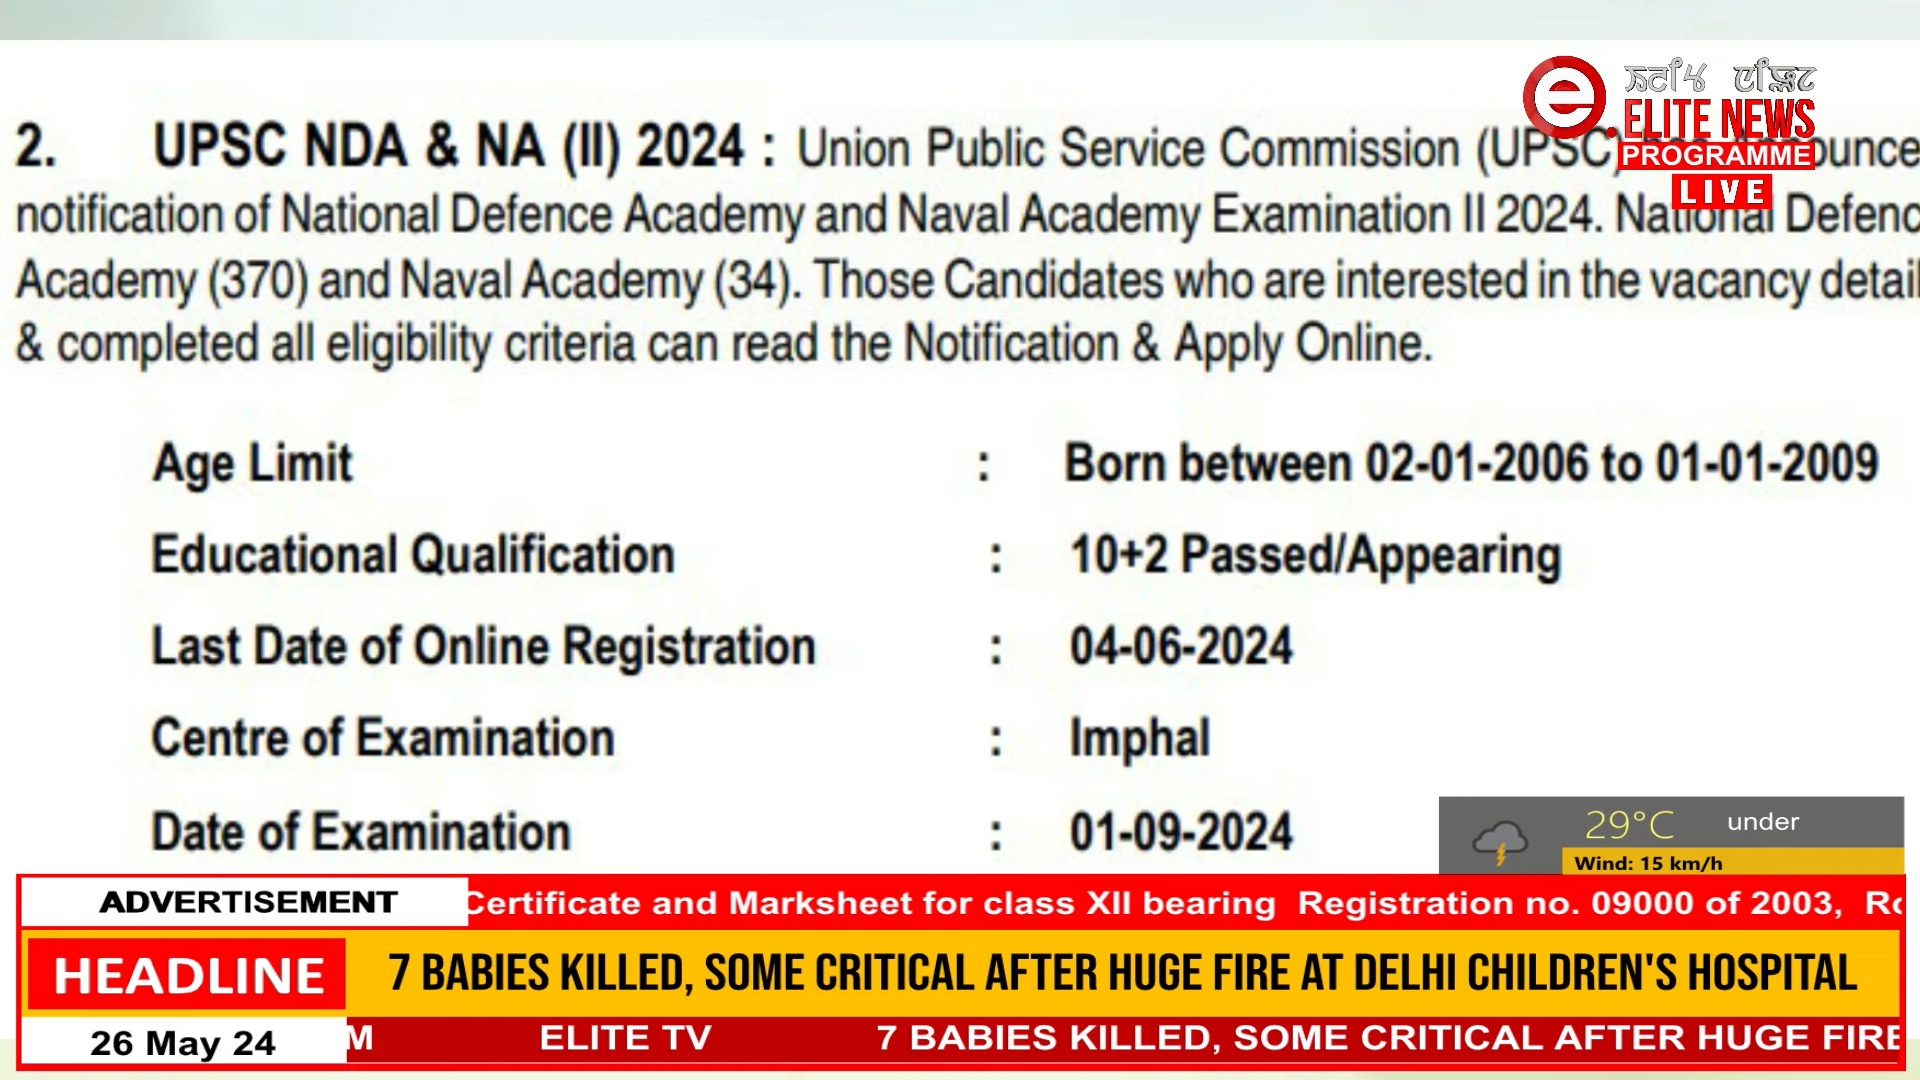 ꯏꯂꯥꯏꯠ
ELITE NEWS
PROGRAMME
LIVE
2. UPSC NDA & NA (II) 2024 : Union Public Service Commission (UPSC)
notification of National Defence Academy and Naval Academy Examination II 2024. National Defenc
Academy (370) and Naval Academy (34). Those Candidates who are interested in the vacancy detail
& completed all eligibility criteria can read the Notification & Apply Online.
Age Limit : Born between 02-01-2006 to 01-01-2009
Educational Qualification : 10+2 Passed/Appearing
Last Date of Online Registration : 04-06-2024
Centre of Examination : Imphal
Date of Examination : 01-09-2024
29°C under
Wind: 15 km/h
ADVERTISEMENT Certificate and Marksheet for class XII bearing Registration no. 09000 of 2003,
HEADLINE 7 BABIES KILLED, SOME CRITICAL AFTER HUGE FIRE AT DELHI CHILDREN'S HOSPITAL
26 May 24 M ELITE TV 7 BABIES KILLED, SOME CRITICAL AFTER HUGE FIRE